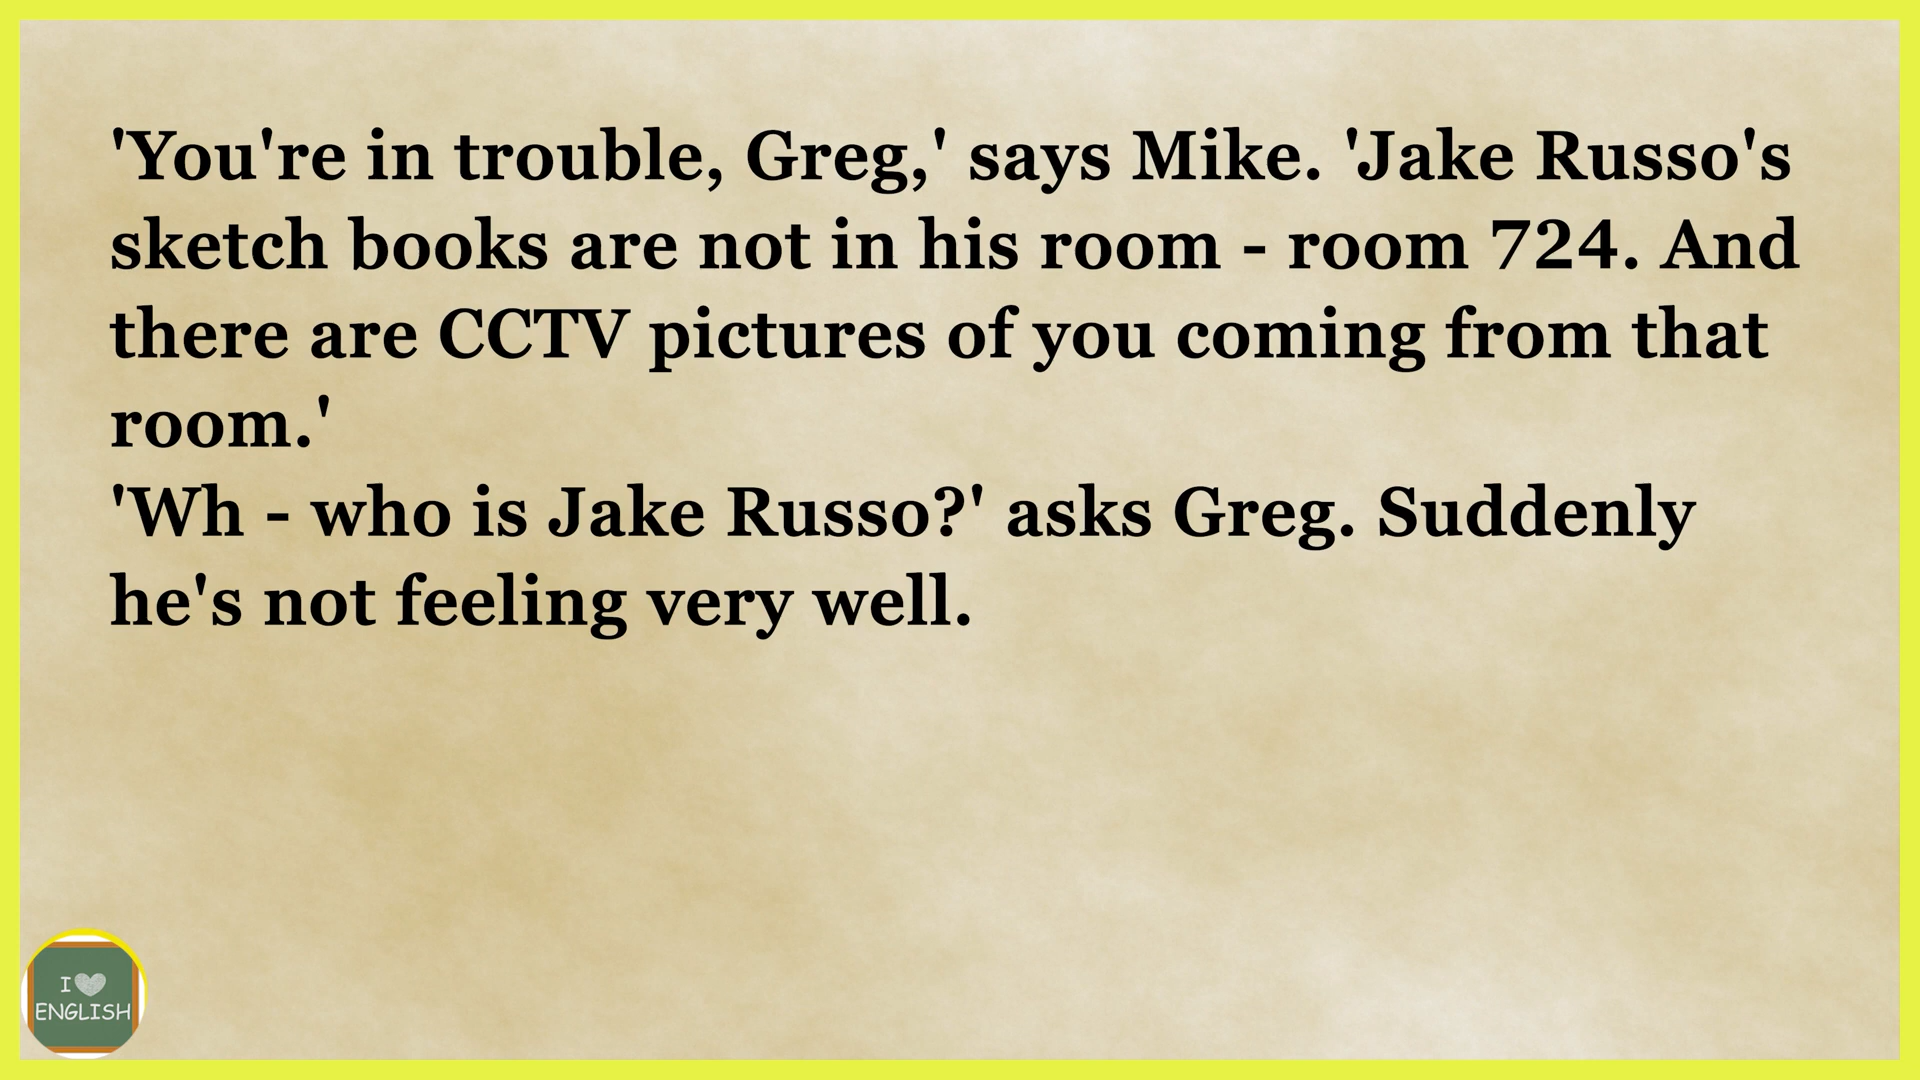 'You're in trouble, Greg,' says Mike. 'Jake Russo's
sketch books are not in his room - room 724. And
there are CCTV pictures of you coming from that
room.'
'Wh - who is Jake Russo?' asks Greg. Suddenly
he's not feeling very well.
I
ENGLISH